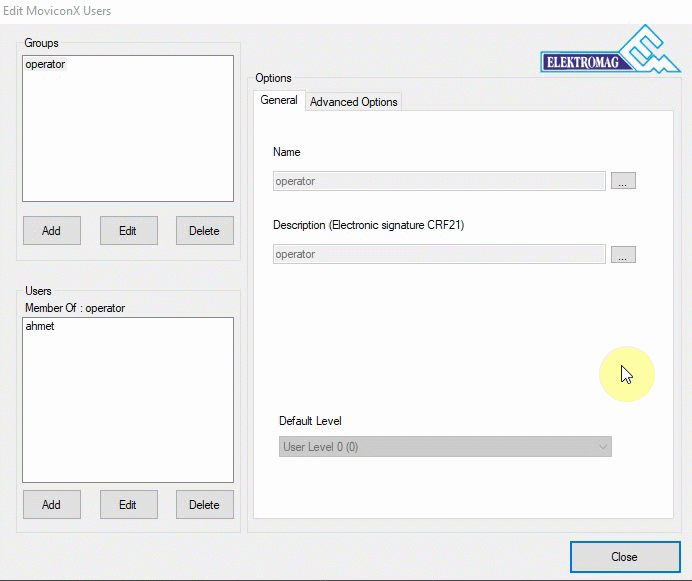 Edit MoviconX Users
Groups
operator
Add
Edit
Delete
Users
Member Of : operator
ahmet
Add
Edit
Delete
ELEKTROMAG
Options
General
Advanced Options
Name
operator
...
Description (Electronic signature CRF21)
operator
...
Default Level
User Level 0 (0)
Close